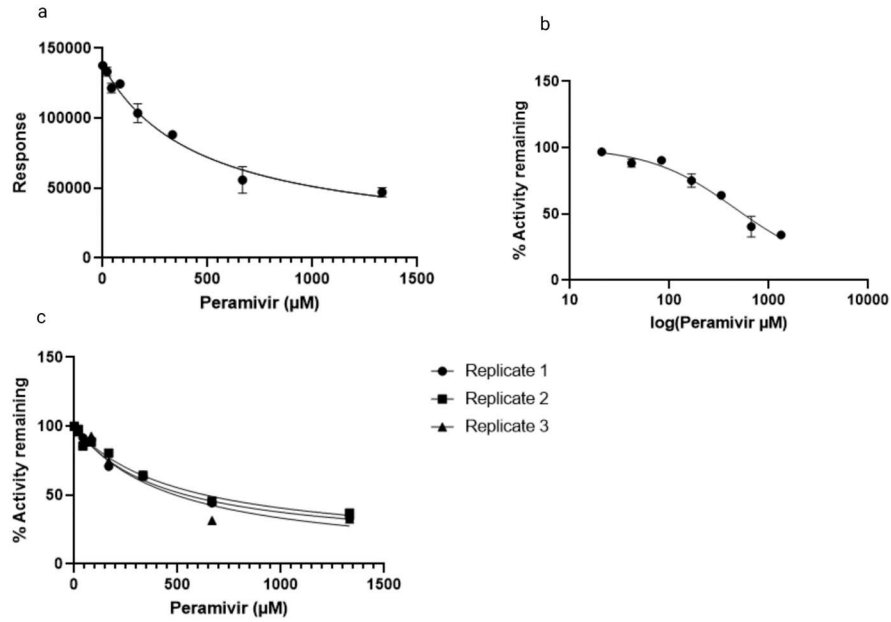 a
150000
100000
50000
0
Response
0 500 1000 1500
Peramivir (µM)
b
150
100
50
0
% Activity remaining
10 100 1000 10000
log(Peramivir µM)
c
150
100
50
0
% Activity remaining
0 500 1000 1500
Peramivir (µM)
Replicate 1
Replicate 2
Replicate 3